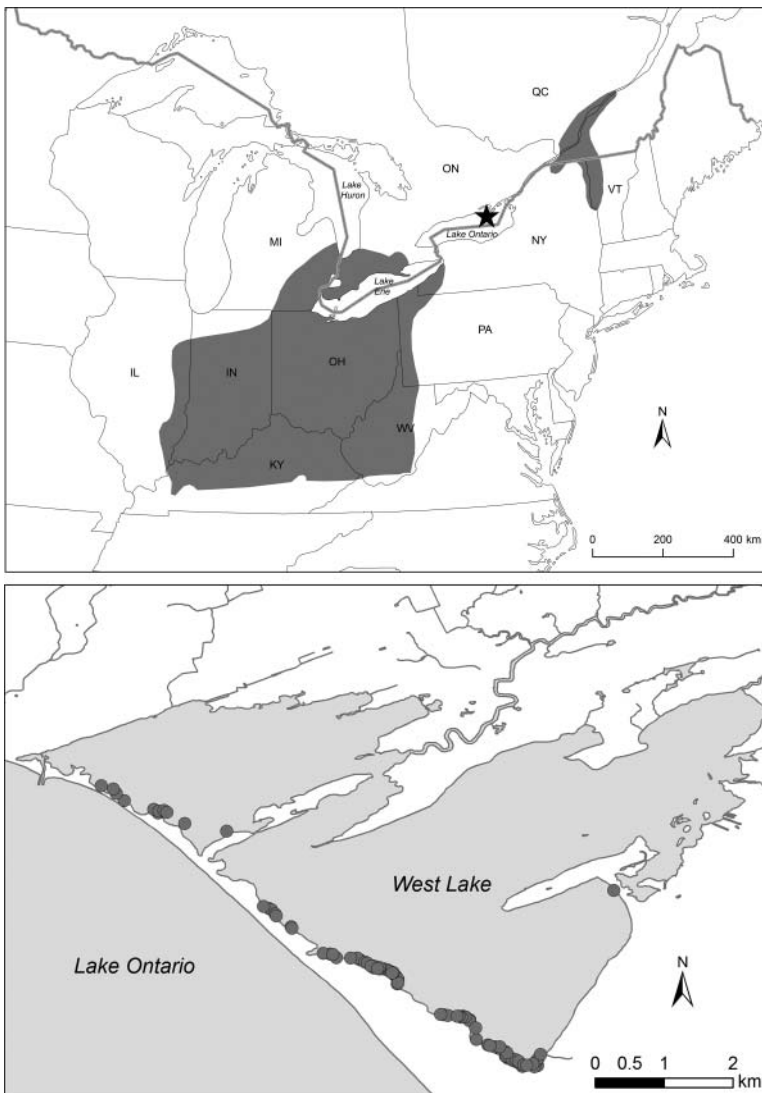 QC
ON
Lake
Huron
VT
MI
Lake Ontario
NY
Lake
Erie
PA
IL
IN
OH
WV
KY
N
0 200 400 km
West Lake
Lake Ontario
N
0 0.5 1 2
km